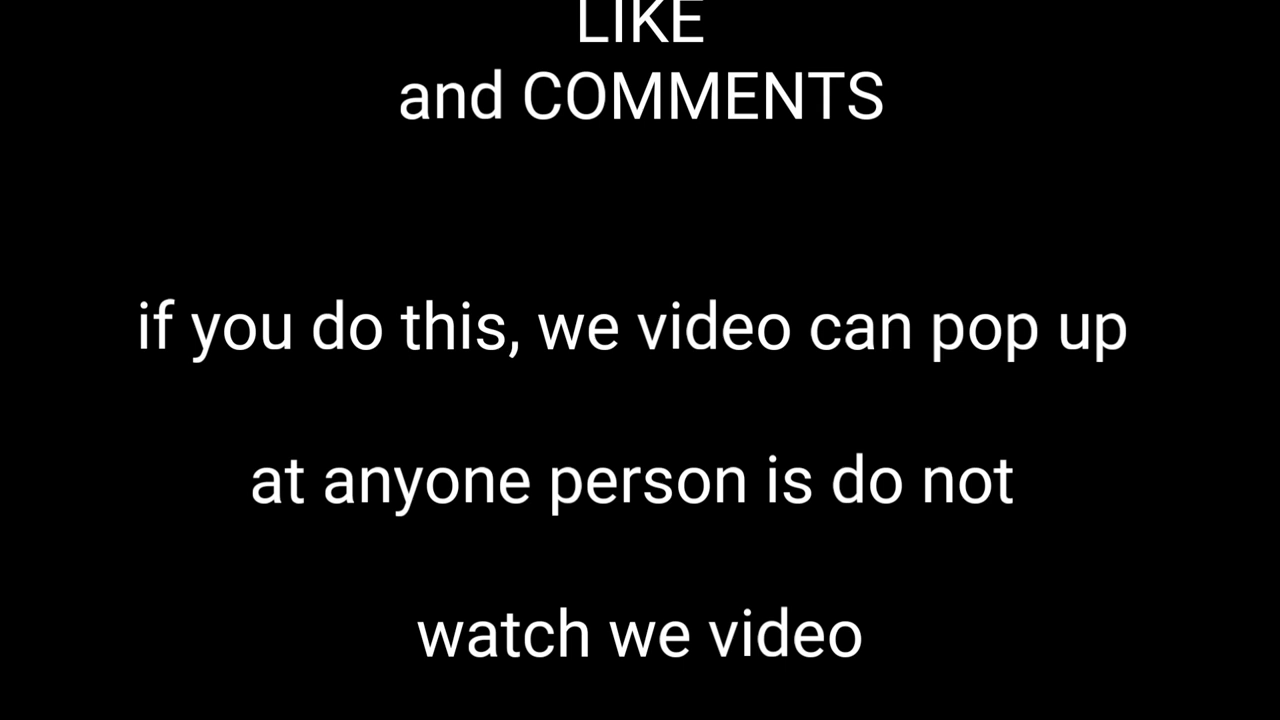 LIKE
and COMMENTS
if you do this, we video can pop up
at anyone person is do not
watch we video